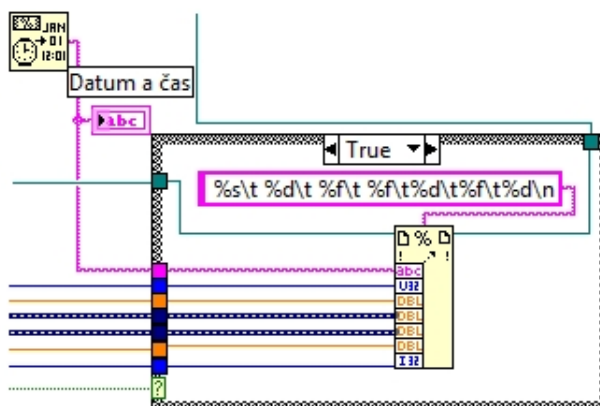 % JAN
01
12:01
Datum a čas
abc
True
%s\t %d\t %f\t %f\t%d\t%f\t%d\n
%
abc
U32
DBL
DBL
DBL
DBL
I32
?